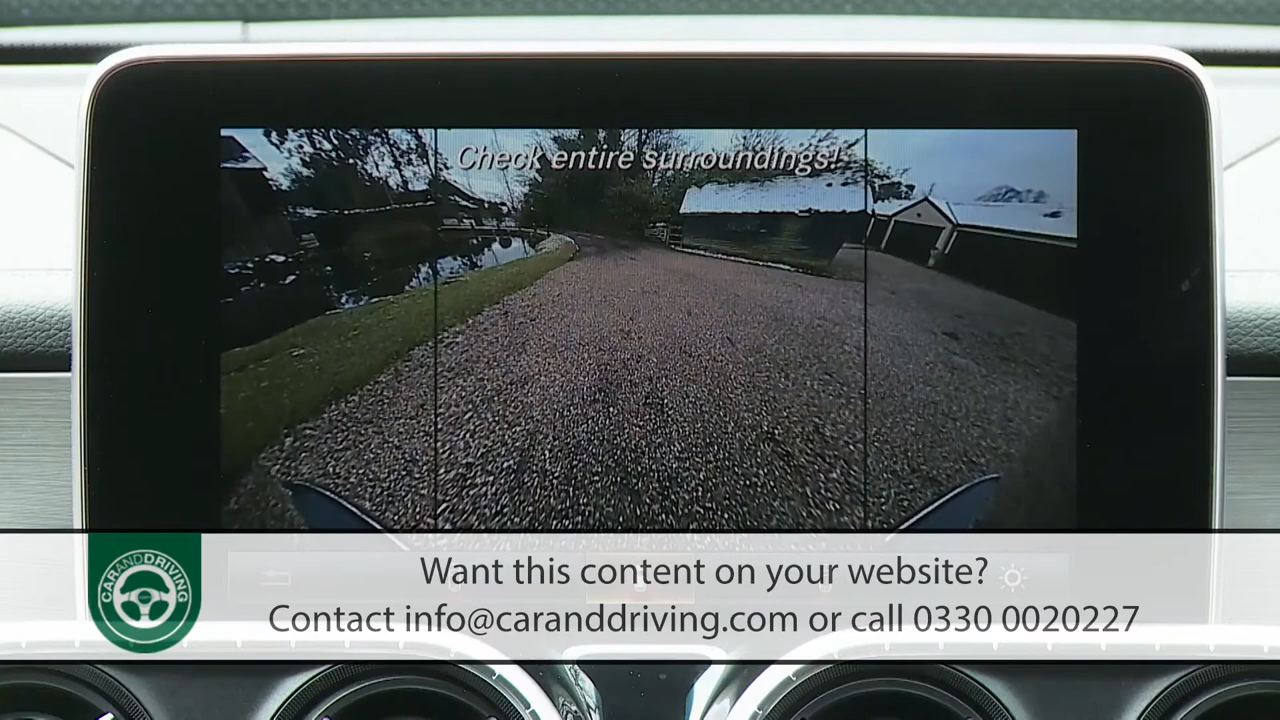 Check entire surroundings!
CARANDDRIVING
Want this content on your website?
Contact info@caranddriving.com or call 0330 0020227